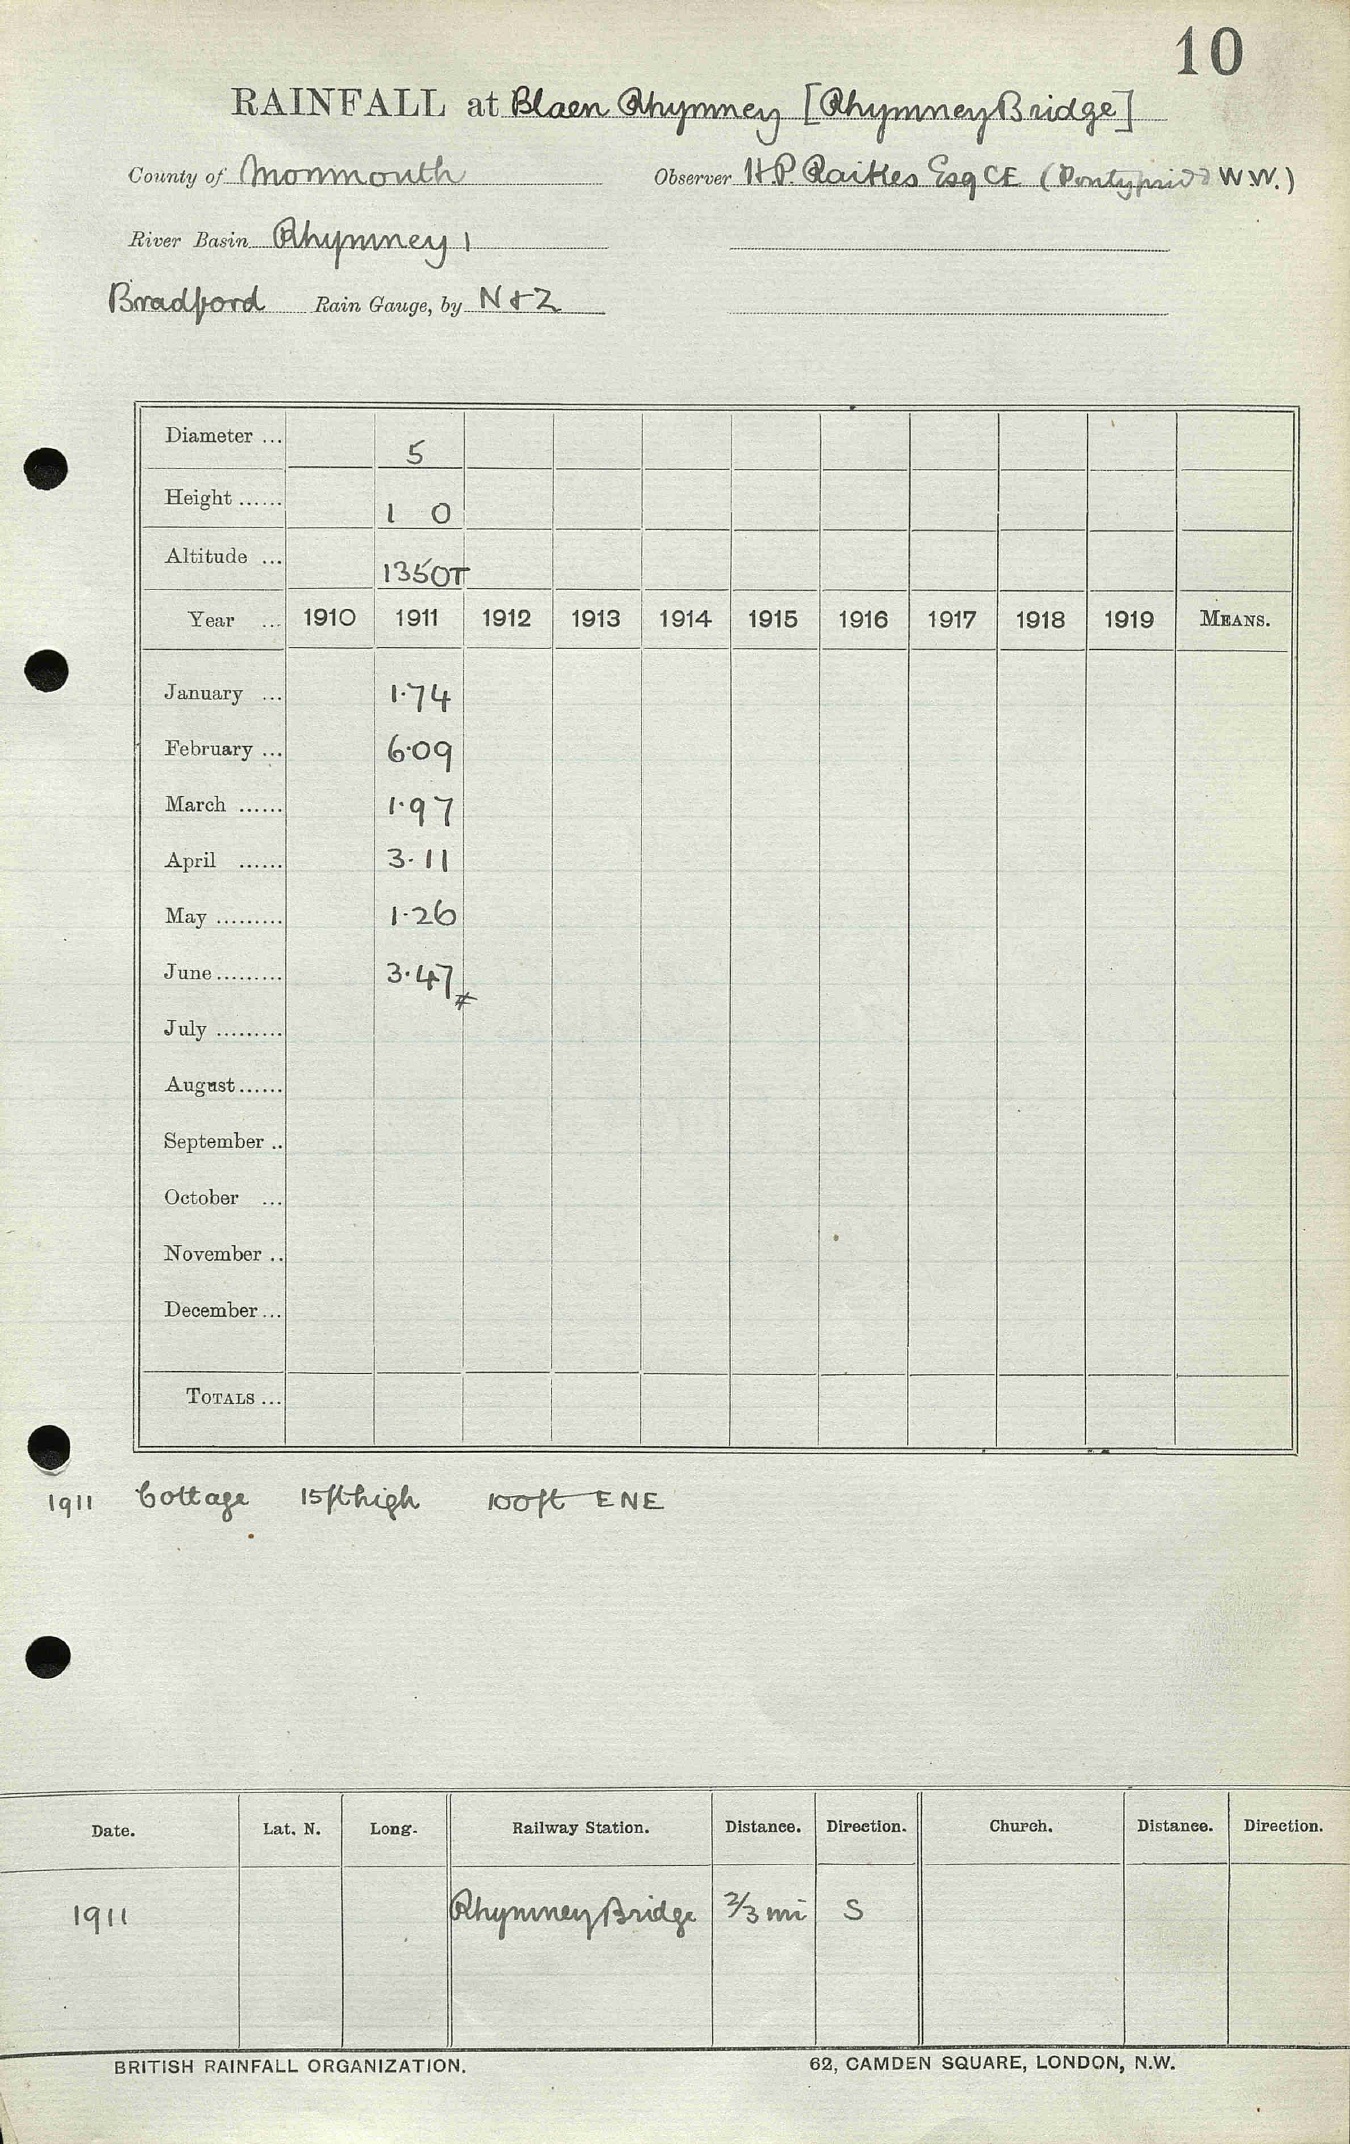 10
RAINFALL at Blaen Rhymney [Rhymney Bridge]
County of Monmouth Observer H.P. Raikes Esq CE (Pontypridd W.W.)
River Basin Rhymney 1
Bradford Rain Gauge, by N & Z
Diameter ... 5
Height ...... 1 0
Altitude ... 1350T
Year ... 1910 1911 1912 1913 1914 1915 1916 1917 1918 1919 MEANS.
January ... 1.74
February ... 6.09
March ...... 1.97
April ...... 3.11
May ......... 1.26
June ......... 3.47 #
July .........
August ......
September ..
October ...
November ..
December ...
TOTALS ...
1911 Cottage 15ft high 100ft ENE
Date. Lat. N. Long. Railway Station. Distance. Direction. Church. Distance. Direction.
1911 Rhymney Bridge 2/3 mi S
BRITISH RAINFALL ORGANIZATION. 62, CAMDEN SQUARE, LONDON, N.W.